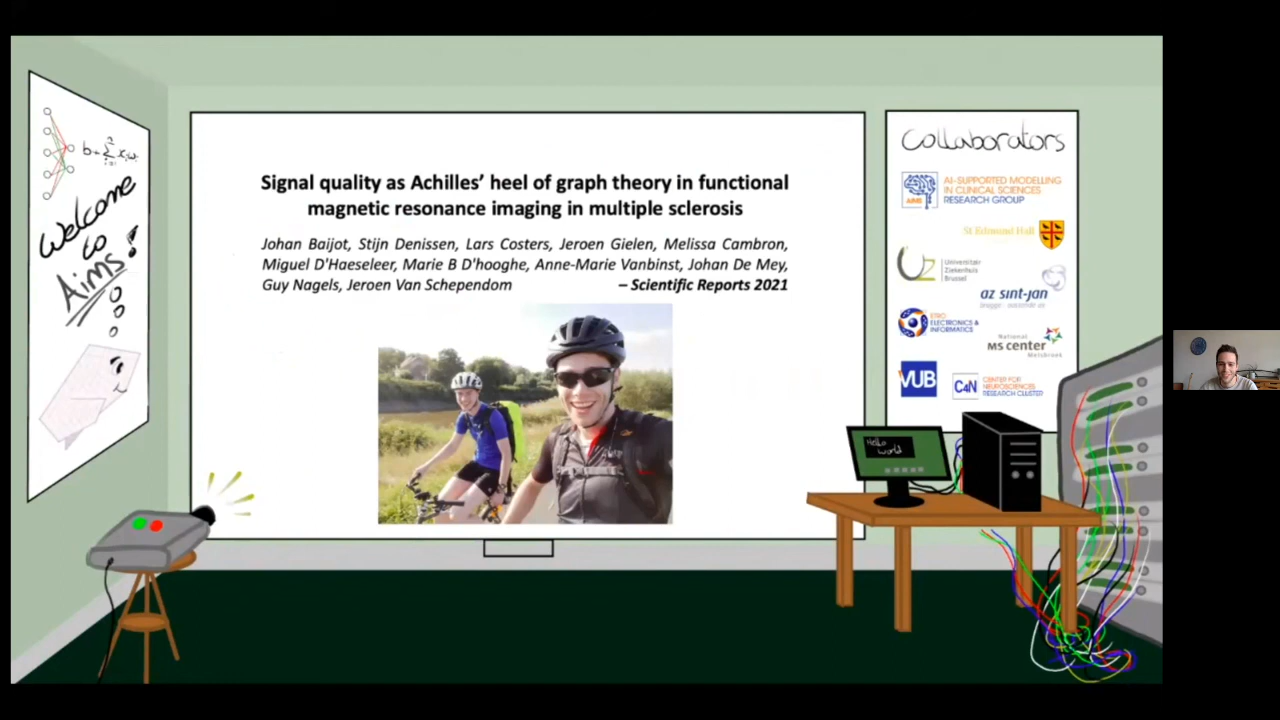 b =
Welcome
to
Aims!
Signal quality as Achilles' heel of graph theory in functional
magnetic resonance imaging in multiple sclerosis
Johan Baijot, Stijn Denissen, Lars Costers, Jeroen Gielen, Melissa Cambron,
Miguel D'Haeseleer, Marie B D'hooghe, Anne-Marie Vanbinst, Johan De Mey,
Guy Nagels, Jeroen Van Schependom – Scientific Reports 2021
Collaborators
AIMS
AI-SUPPORTED MODELLING
IN CLINICAL SCIENCES
RESEARCH GROUP
St Edmund Hall
Universitair
Ziekenhuis
Brussel
az sint-jan
ETRO
ELECTRONICS &
INFORMATICS
National
MS CENTER
Melsbroek
VUB
C4N
CENTER FOR
NEUROSCIENCES
RESEARCH CLUSTER
Hello
world